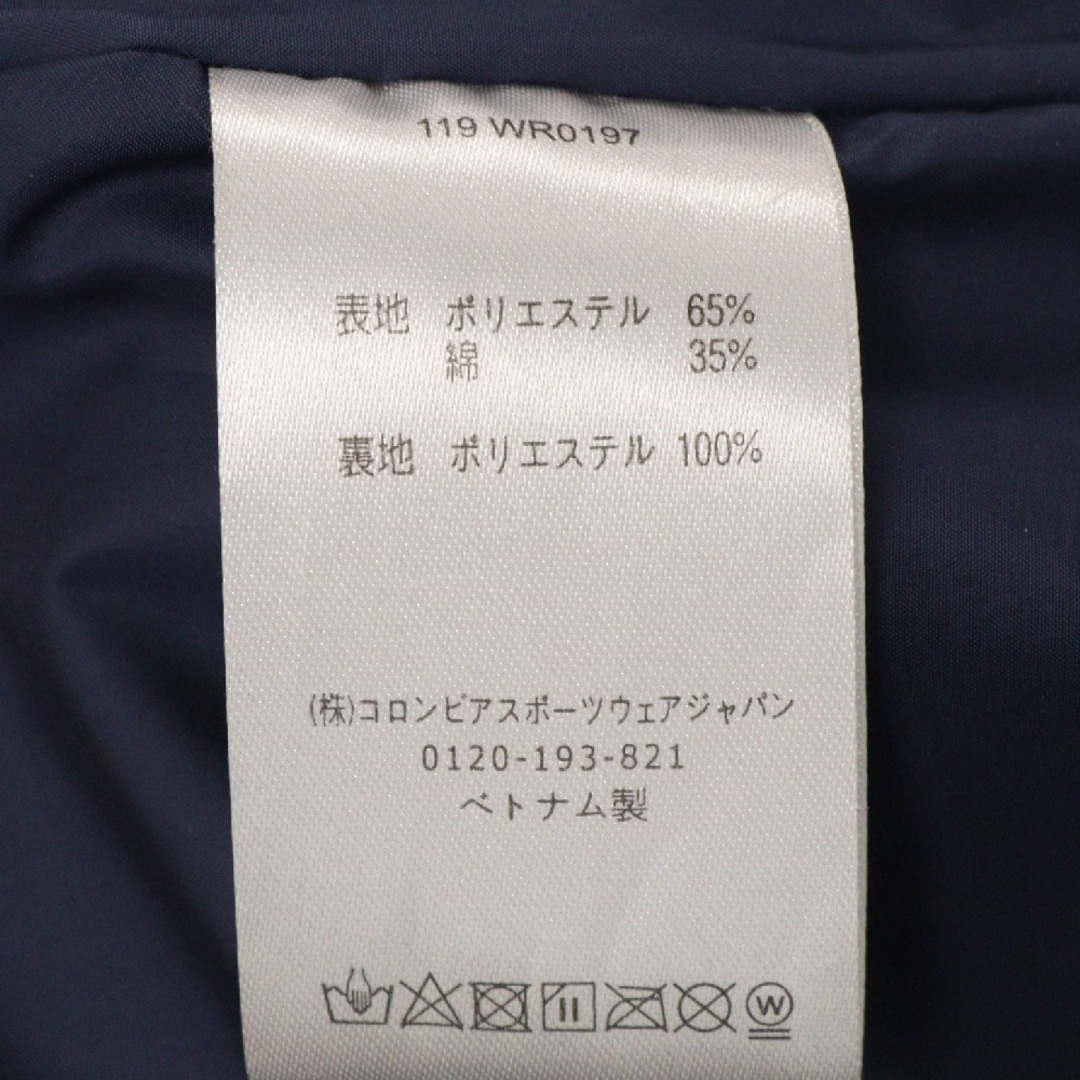 119 WR0197
表地 ポリエステル 65%
綿 35%
裏地 ポリエステル 100%
(株)コロンビアスポーツウェアジャパン
0120-193-821
ベトナム製
W